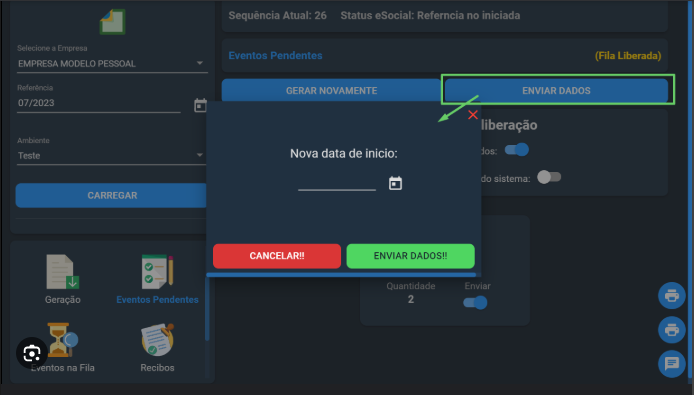 Sequência Atual: 26 Status eSocial: Referncia no iniciada
Selecione a Empresa
EMPRESA MODELO PESSOAL
Eventos Pendentes (Fila Liberada)
Referência
07/2023
GERAR NOVAMENTE
ENVIAR DADOS
liberação
dos:
do sistema:
Ambiente
Teste
CARREGAR
Nova data de inicio:
CANCELAR!!
ENVIAR DADOS!!
Quantidade
2
Enviar
Geração
Eventos Pendentes
Eventos na Fila
Recibos